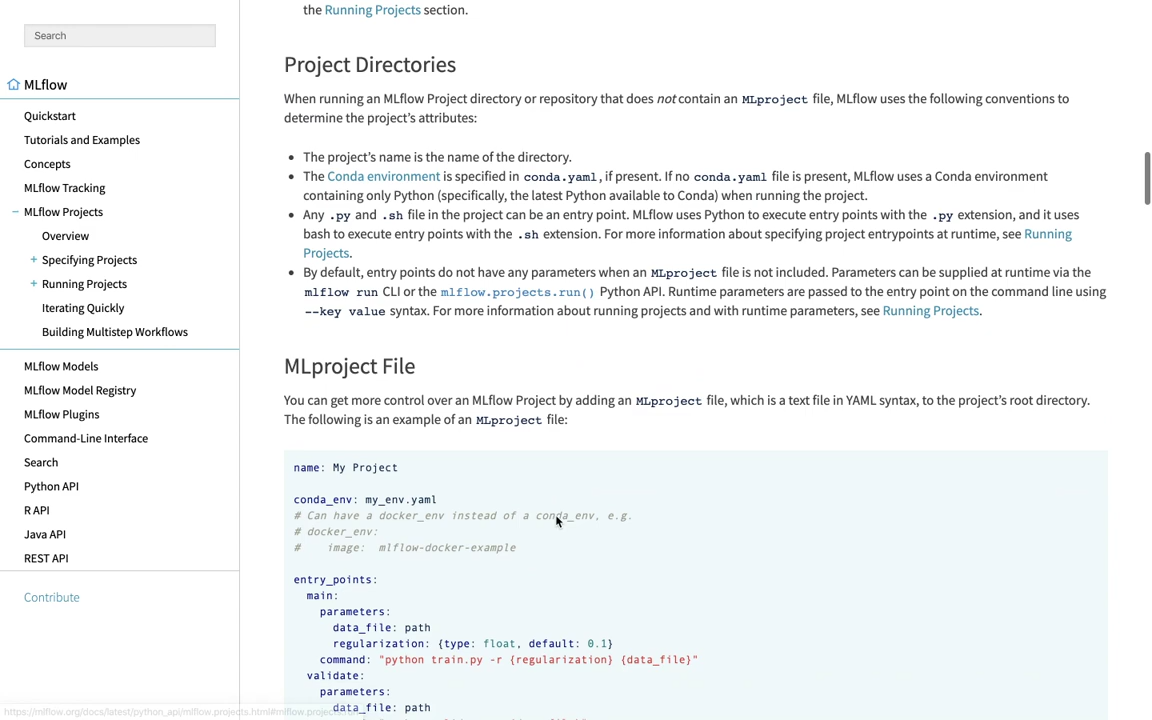 the Running Projects section.
Search
MLflow
Quickstart
Tutorials and Examples
Concepts
MLflow Tracking
MLflow Projects
Overview
Specifying Projects
Running Projects
Iterating Quickly
Building Multistep Workflows
MLflow Models
MLflow Model Registry
MLflow Plugins
Command-Line Interface
Search
Python API
R API
Java API
REST API
Contribute
Project Directories
When running an MLflow Project directory or repository that does not contain an MLproject file, MLflow uses the following conventions to
determine the project's attributes:
• The project's name is the name of the directory.
• The Conda environment is specified in conda.yaml, if present. If no conda.yaml file is present, MLflow uses a Conda environment
containing only Python (specifically, the latest Python available to Conda) when running the project.
• Any .py and .sh file in the project can be an entry point. MLflow uses Python to execute entry points with the .py extension, and it uses
bash to execute entry points with the .sh extension. For more information about specifying project entrypoints at runtime, see Running
Projects.
• By default, entry points do not have any parameters when an MLproject file is not included. Parameters can be supplied at runtime via the
mlflow run CLI or the mlflow.projects.run() Python API. Runtime parameters are passed to the entry point on the command line using
--key value syntax. For more information about running projects and with runtime parameters, see Running Projects.
MLproject File
You can get more control over an MLflow Project by adding an MLproject file, which is a text file in YAML syntax, to the project's root directory.
The following is an example of an MLproject file:
name: My Project
conda_env: my_env.yaml
# Can have a docker_env instead of a conda_env, e.g.
# docker_env:
#    image:  mlflow-docker-example
entry_points:
  main:
    parameters:
      data_file: path
      regularization: {type: float, default: 0.1}
    command: "python train.py -r {regularization} {data_file}"
  validate:
    parameters:
      data_file: path